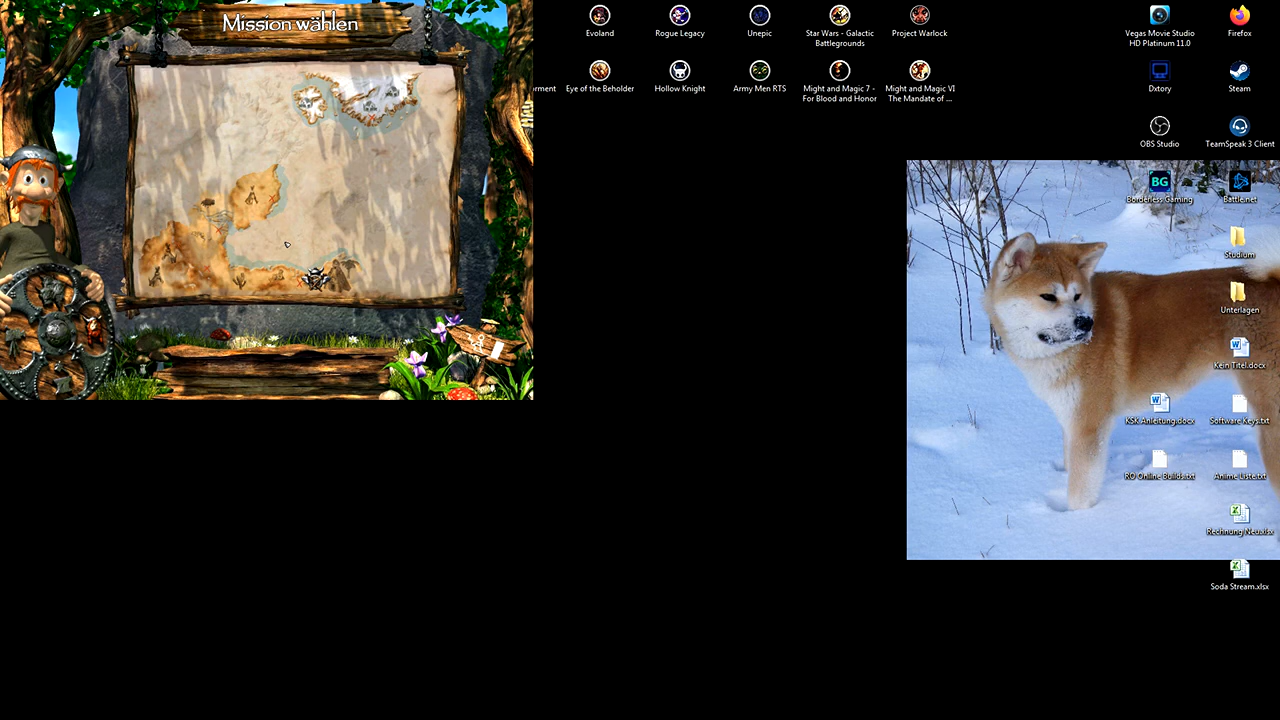 Mission wählen
Evoland
Rogue Legacy
Unepic
Star Wars - Galactic
Battlegrounds
Project Warlock
Vegas Movie Studio
HD Platinum 11.0
Firefox
rment
Eye of the Beholder
Hollow Knight
Army Men RTS
Might and Magic 7 -
For Blood and Honor
Might and Magic VI
The Mandate of ...
Dxtory
Steam
OBS Studio
TeamSpeak 3 Client
BG
Borderless Gaming
Battle.net
Studium
Unterlagen
Kein Titel.docx
KSK Anleitung.docx
Software Keys.txt
RO Online Builds.txt
Anime Liste.txt
Rechnung Neu.xlsx
Soda Stream.xlsx